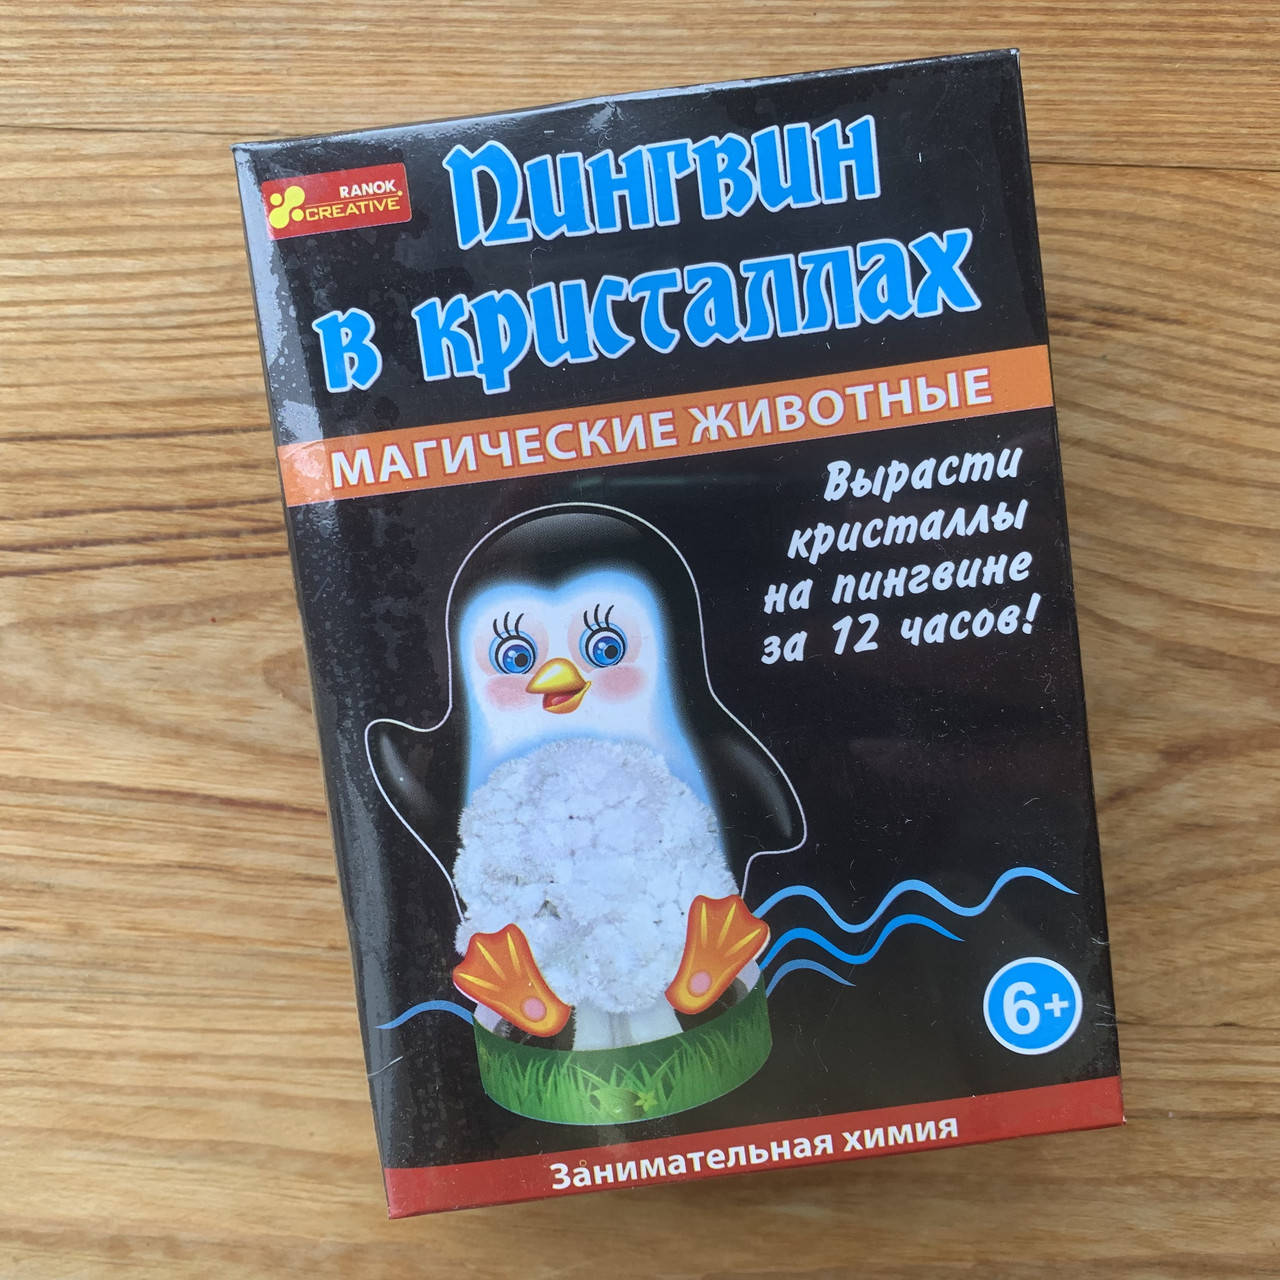 RANOK
CREATIVE
Пингвин
в кристаллах
МАГИЧЕСКИЕ ЖИВОТНЫЕ
Вырасти
кристаллы
на пингвине
за 12 часов!
6+
Занимательная химия